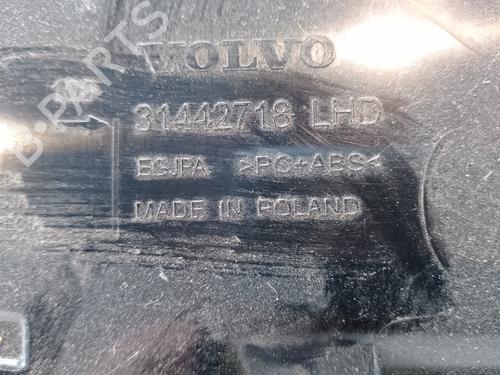 VOLVO
31442718 LHD
ESJPA >PC+ABS<
MADE IN POLAND
B-PARTS